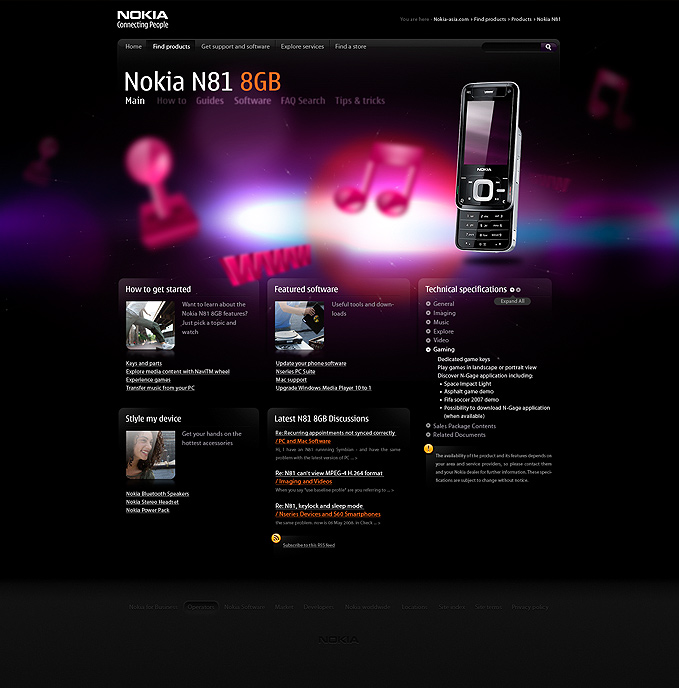 NOKIA
Connecting People
You are here › Nokia-asia.com › Find products › Products › Nokia N81
Home
Find products
Get support and software
Explore services
Find a store
Nokia N81 8GB
Main
How to
Guides
Software
FAQ Search
Tips & tricks
NOKIA
www
How to get started
Want to learn about the
Nokia N81 8GB features?
Just pick a topic and
watch
Keys and parts
Explore media content with NaviTM wheel
Experience games
Transfer music from your PC
Featured software
Useful tools and down-
loads
Update your phone software
Nseries PC Suite
Mac support
Upgrade Windows Media Player 10 to 1
Technical specifications
Expand All
General
Imaging
Music
Explore
Video
Gaming
Dedicated game keys
Play games in landscape or portrait view
Discover N-Gage application including:
• Space Impact Light
• Asphalt game demo
• Fifa soccer 2007 demo
• Possibility to download N-Gage application
(when available)
Sales Package Contents
Related Documents
! The availability of the product and its features depends on
your area and service providers, so please contact them
and your Nokia dealer for further information. These speci-
fications are subject to change without notice.
Style my device
Get your hands on the
hottest accessories
Nokia Bluetooth Speakers
Nokia Stereo Headset
Nokia Power Pack
Latest N81 8GB Discussions
Re: Recurring appointments not synced correctly
/ PC and Mac Software
Hi, I have an N81 runnning Symbian - and have the same
problem with the latest version of PC ... »
Re: N81 can't view MPEG-4 H.264 format
/ Imaging and Videos
When you say "use baseline profile" are you referring to ... »
Re: N81, keylock and sleep mode
/ Nseries Devices and S60 Smartphones
the same problem. now is 06 May 2008. in Check ... »
Subscribe to this RSS feed
Nokia for Business
Operators
Nokia Software
Market
Developers
Nokia worldwide
Locations
Site index
Site terms
Privacy policy
NOKIA